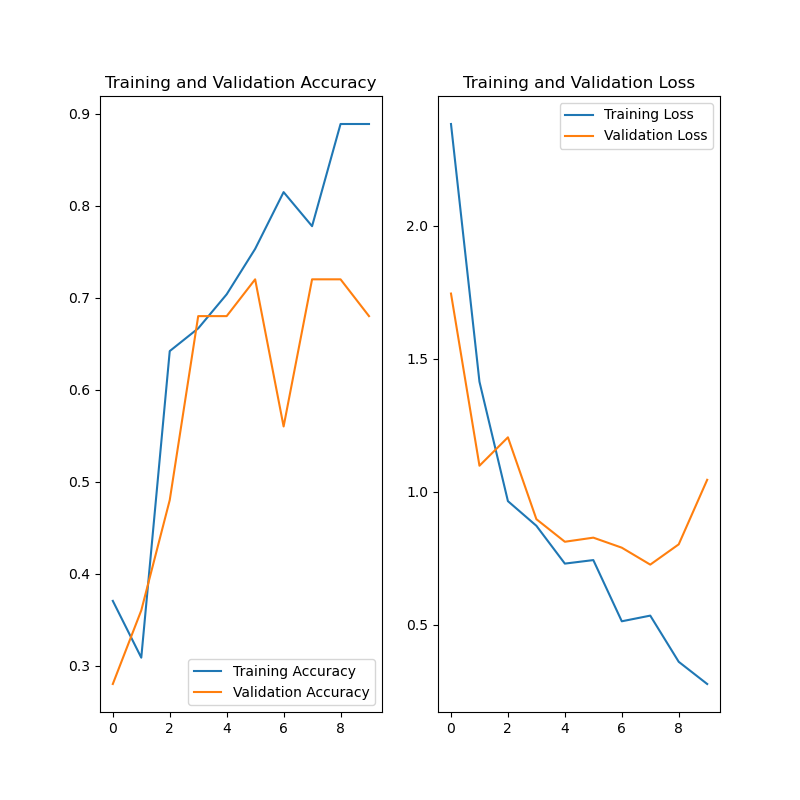 Training and Validation Accuracy
0.9
0.8
0.7
0.6
0.5
0.4
0.3
0 2 4 6 8
Training Accuracy
Validation Accuracy
Training and Validation Loss
2.0
1.5
1.0
0.5
0 2 4 6 8
Training Loss
Validation Loss